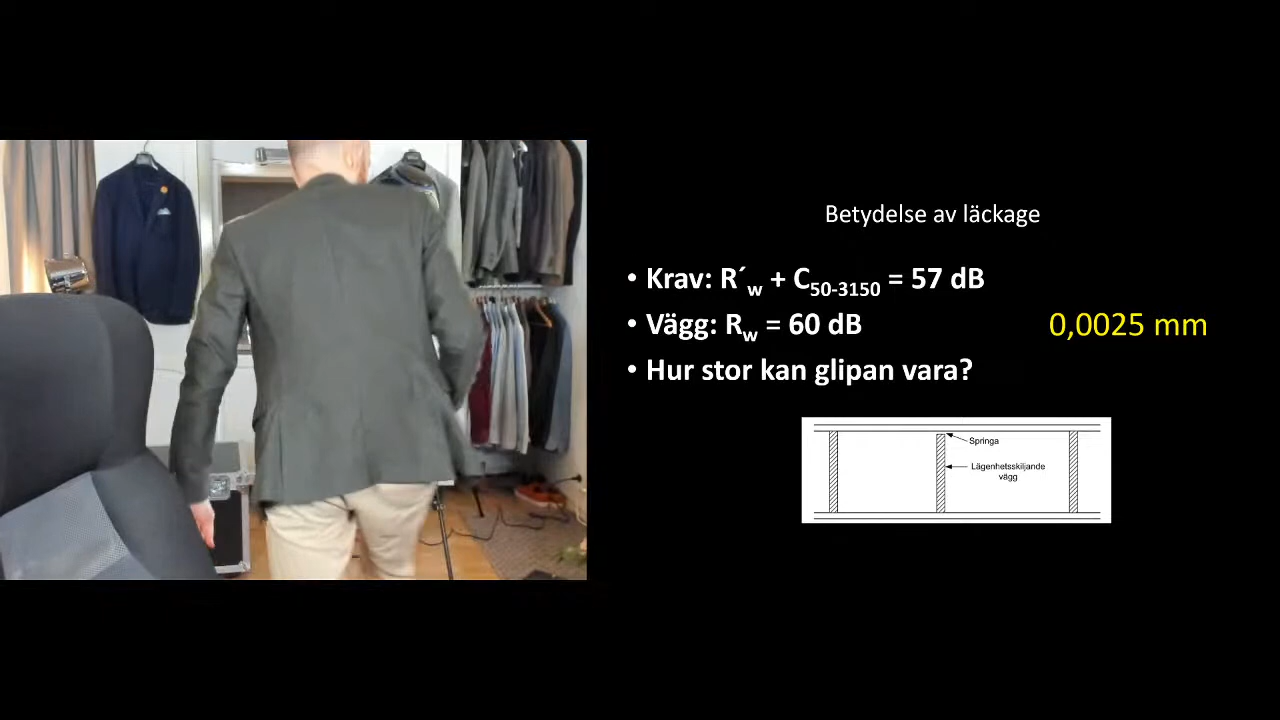 Betydelse av läckage
• Krav: R´w + C50-3150 = 57 dB
• Vägg: Rw = 60 dB
0,0025 mm
• Hur stor kan glipan vara?
Springa
Lägenhetsskiljande
vägg